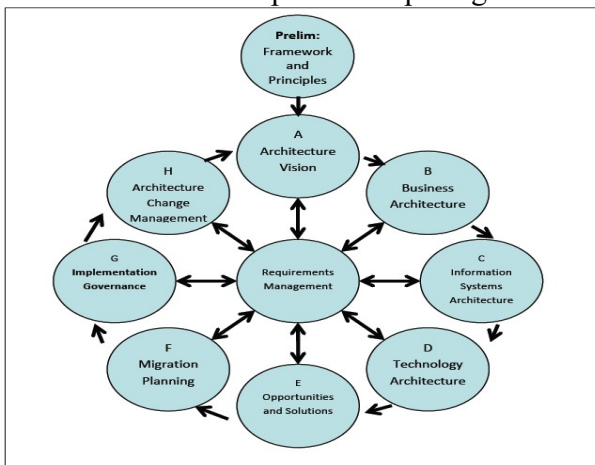 Prelim:
Framework
and
Principles
A
Architecture
Vision
H
Architecture
Change
Management
B
Business
Architecture
G
Implementation
Governance
Requirements
Management
C
Information
Systems
Architecture
F
Migration
Planning
D
Technology
Architecture
E
Opportunities
and Solutions